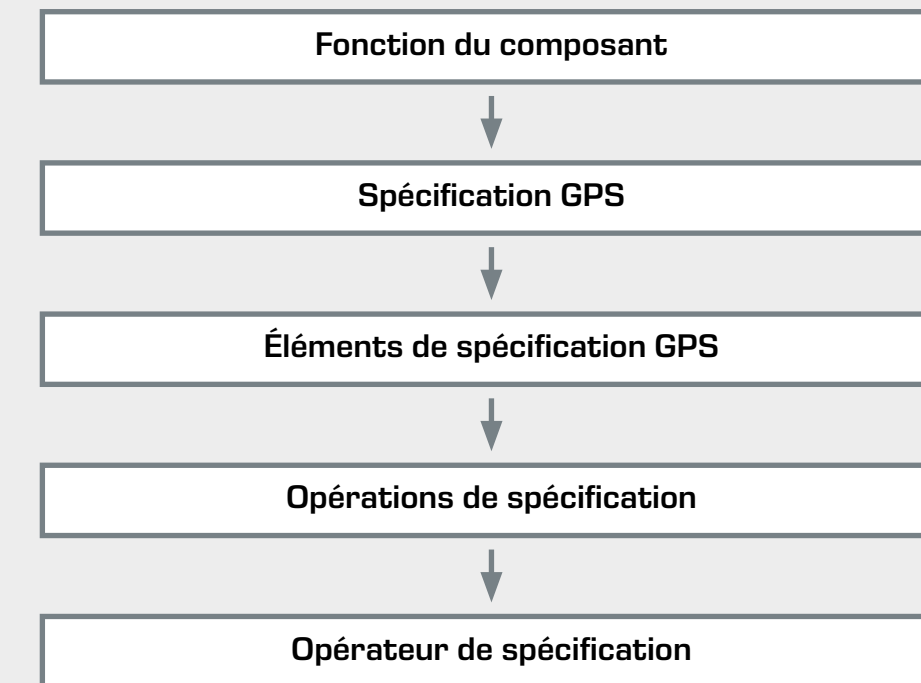 Fonction du composant
Spécification GPS
Éléments de spécification GPS
Opérations de spécification
Opérateur de spécification